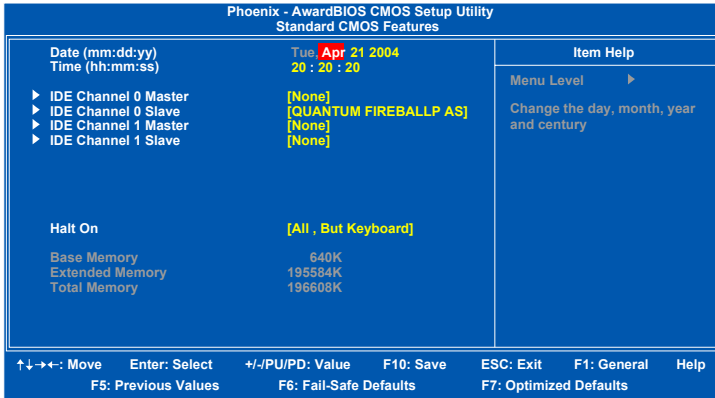 Phoenix - AwardBIOS CMOS Setup Utility
Standard CMOS Features
Date (mm:dd:yy) Tue, Apr 21 2004
Time (hh:mm:ss) 20 : 20 : 20
IDE Channel 0 Master [None]
IDE Channel 0 Slave [QUANTUM FIREBALLP AS]
IDE Channel 1 Master [None]
IDE Channel 1 Slave [None]
Halt On [All , But Keyboard]
Base Memory 640K
Extended Memory 195584K
Total Memory 196608K
Item Help
Menu Level
Change the day, month, year
and century
↑↓→←: Move Enter: Select +/-/PU/PD: Value F10: Save ESC: Exit F1: General Help
F5: Previous Values F6: Fail-Safe Defaults F7: Optimized Defaults